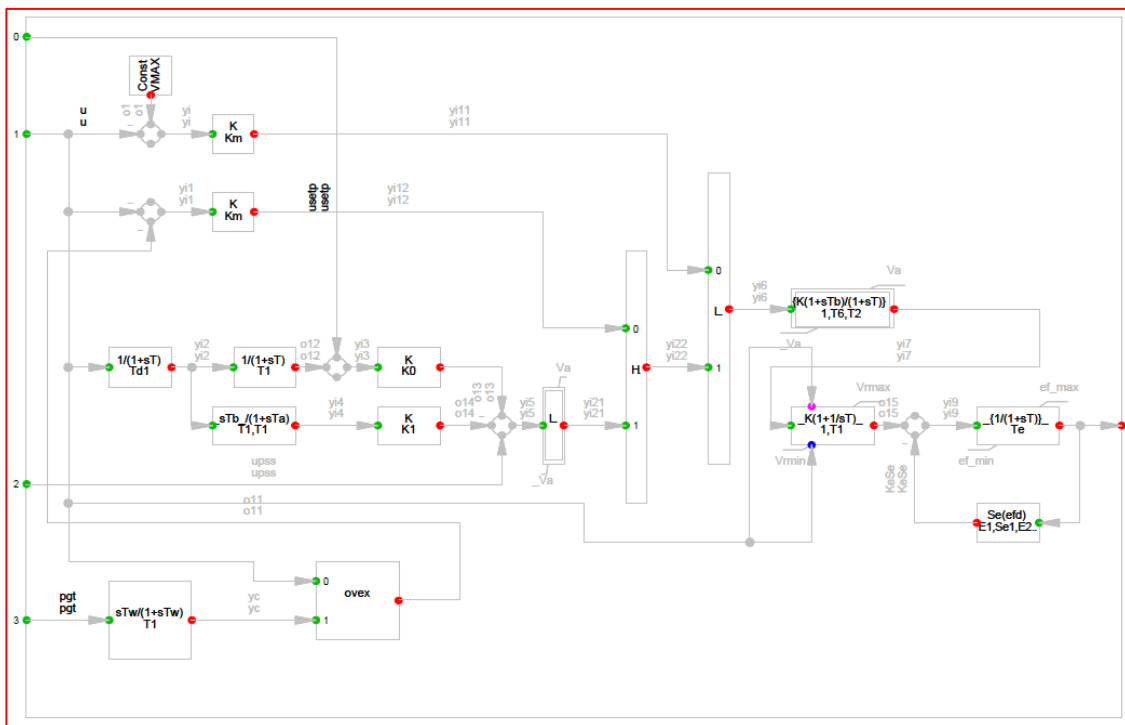 0
Const
VMAX
o1
o1
u
u
yi
yi
K
Km
yi11
yi11
1
yi1
yi1
K
Km
usetp
usetp
yi12
yi12
0
L
1
yi6
yi6
Va
{K(1+sTb)/(1+sT)}
1,T6,T2
_Va
0
H
1
yi22
yi22
1/(1+sT)
Td1
yi2
yi2
1/(1+sT)
T1
o12
o12
yi3
yi3
K
K0
o13
o13
_sTb_/(1+sTa)
T1,T1
yi4
yi4
K
K1
o14
o14
yi5
yi5
Va
L
_Va
yi21
yi21
yi7
yi7
Vrmax
_K(1+1/sT)_
1,T1
Vrmin
o15
o15
KeSe
KeSe
yi9
yi9
ef_max
_{1/(1+sT)}_
Te
ef_min
upss
upss
2
o11
o11
Se(efd)
E1,Se1,E2..
pgt
pgt
3
sTw/(1+sTw)
T1
yc
yc
0
ovex
1